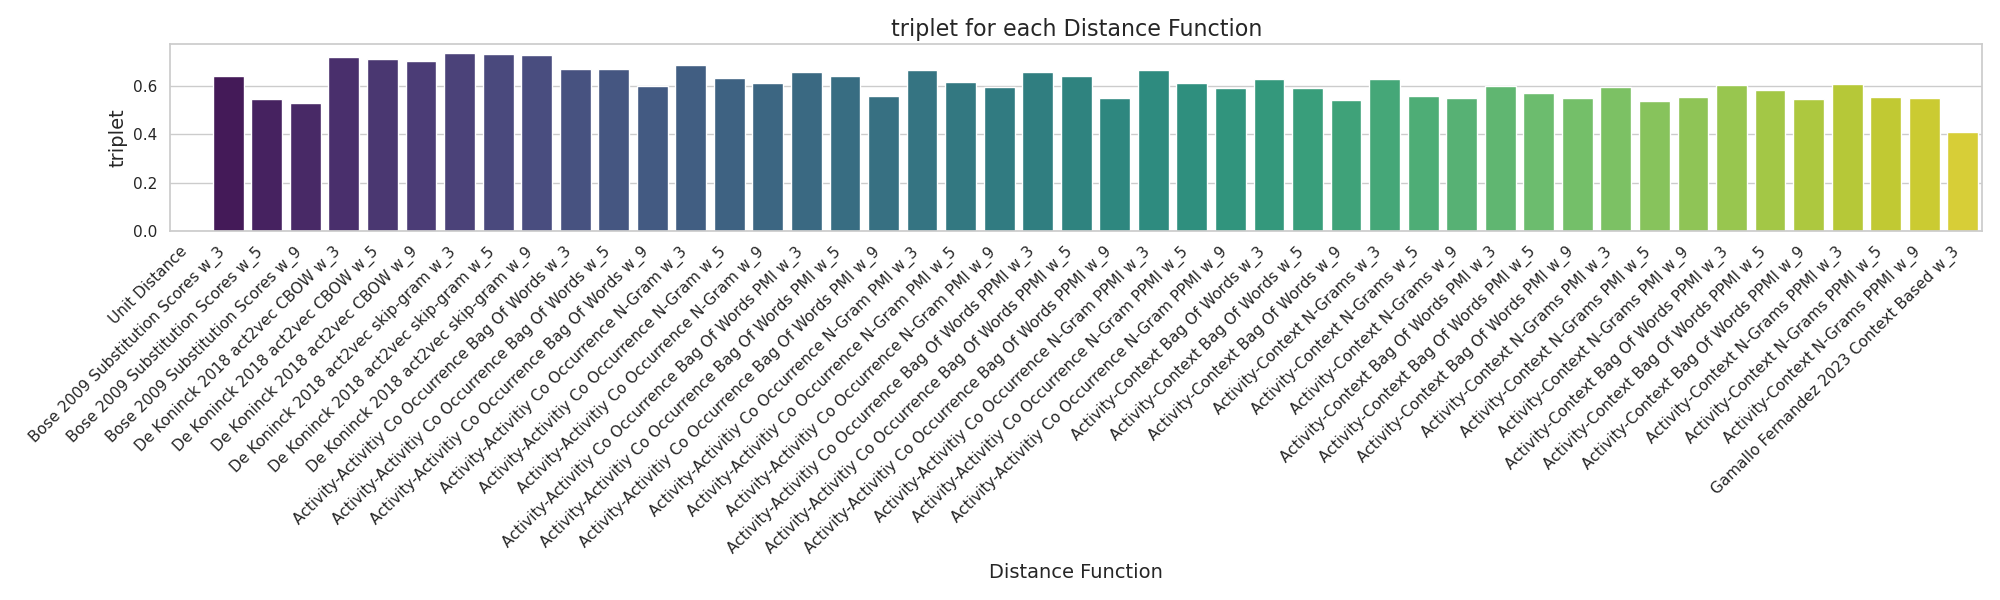 triplet for each Distance Function
triplet
0.6
0.4
0.2
0.0
Unit Distance
Bose 2009 Substitution Scores w_3
Bose 2009 Substitution Scores w_5
Bose 2009 Substitution Scores w_9
De Koninck 2018 act2vec CBOW w_3
De Koninck 2018 act2vec CBOW w_5
De Koninck 2018 act2vec CBOW w_9
De Koninck 2018 act2vec skip-gram w_3
De Koninck 2018 act2vec skip-gram w_5
De Koninck 2018 act2vec skip-gram w_9
Activity-Activitiy Co Occurrence Bag Of Words w_3
Activity-Activitiy Co Occurrence Bag Of Words w_5
Activity-Activitiy Co Occurrence Bag Of Words w_9
Activity-Activitiy Co Occurrence N-Gram w_3
Activity-Activitiy Co Occurrence N-Gram w_5
Activity-Activitiy Co Occurrence N-Gram w_9
Activity-Activitiy Co Occurrence Bag Of Words PMI w_3
Activity-Activitiy Co Occurrence Bag Of Words PMI w_5
Activity-Activitiy Co Occurrence Bag Of Words PMI w_9
Activity-Activitiy Co Occurrence N-Gram PMI w_3
Activity-Activitiy Co Occurrence N-Gram PMI w_5
Activity-Activitiy Co Occurrence N-Gram PMI w_9
Activity-Activitiy Co Occurrence Bag Of Words PPMI w_3
Activity-Activitiy Co Occurrence Bag Of Words PPMI w_5
Activity-Activitiy Co Occurrence Bag Of Words PPMI w_9
Activity-Activitiy Co Occurrence N-Gram PPMI w_3
Activity-Activitiy Co Occurrence N-Gram PPMI w_5
Activity-Activitiy Co Occurrence N-Gram PPMI w_9
Activity-Context Bag Of Words w_3
Activity-Context Bag Of Words w_5
Activity-Context Bag Of Words w_9
Activity-Context N-Grams w_3
Activity-Context N-Grams w_5
Activity-Context N-Grams w_9
Activity-Context Bag Of Words PMI w_3
Activity-Context Bag Of Words PMI w_5
Activity-Context Bag Of Words PMI w_9
Activity-Context N-Grams PMI w_3
Activity-Context N-Grams PMI w_5
Activity-Context N-Grams PMI w_9
Activity-Context Bag Of Words PPMI w_3
Activity-Context Bag Of Words PPMI w_5
Activity-Context Bag Of Words PPMI w_9
Activity-Context N-Grams PPMI w_3
Activity-Context N-Grams PPMI w_5
Activity-Context N-Grams PPMI w_9
Gamallo Fernandez 2023 Context Based w_3
Distance Function